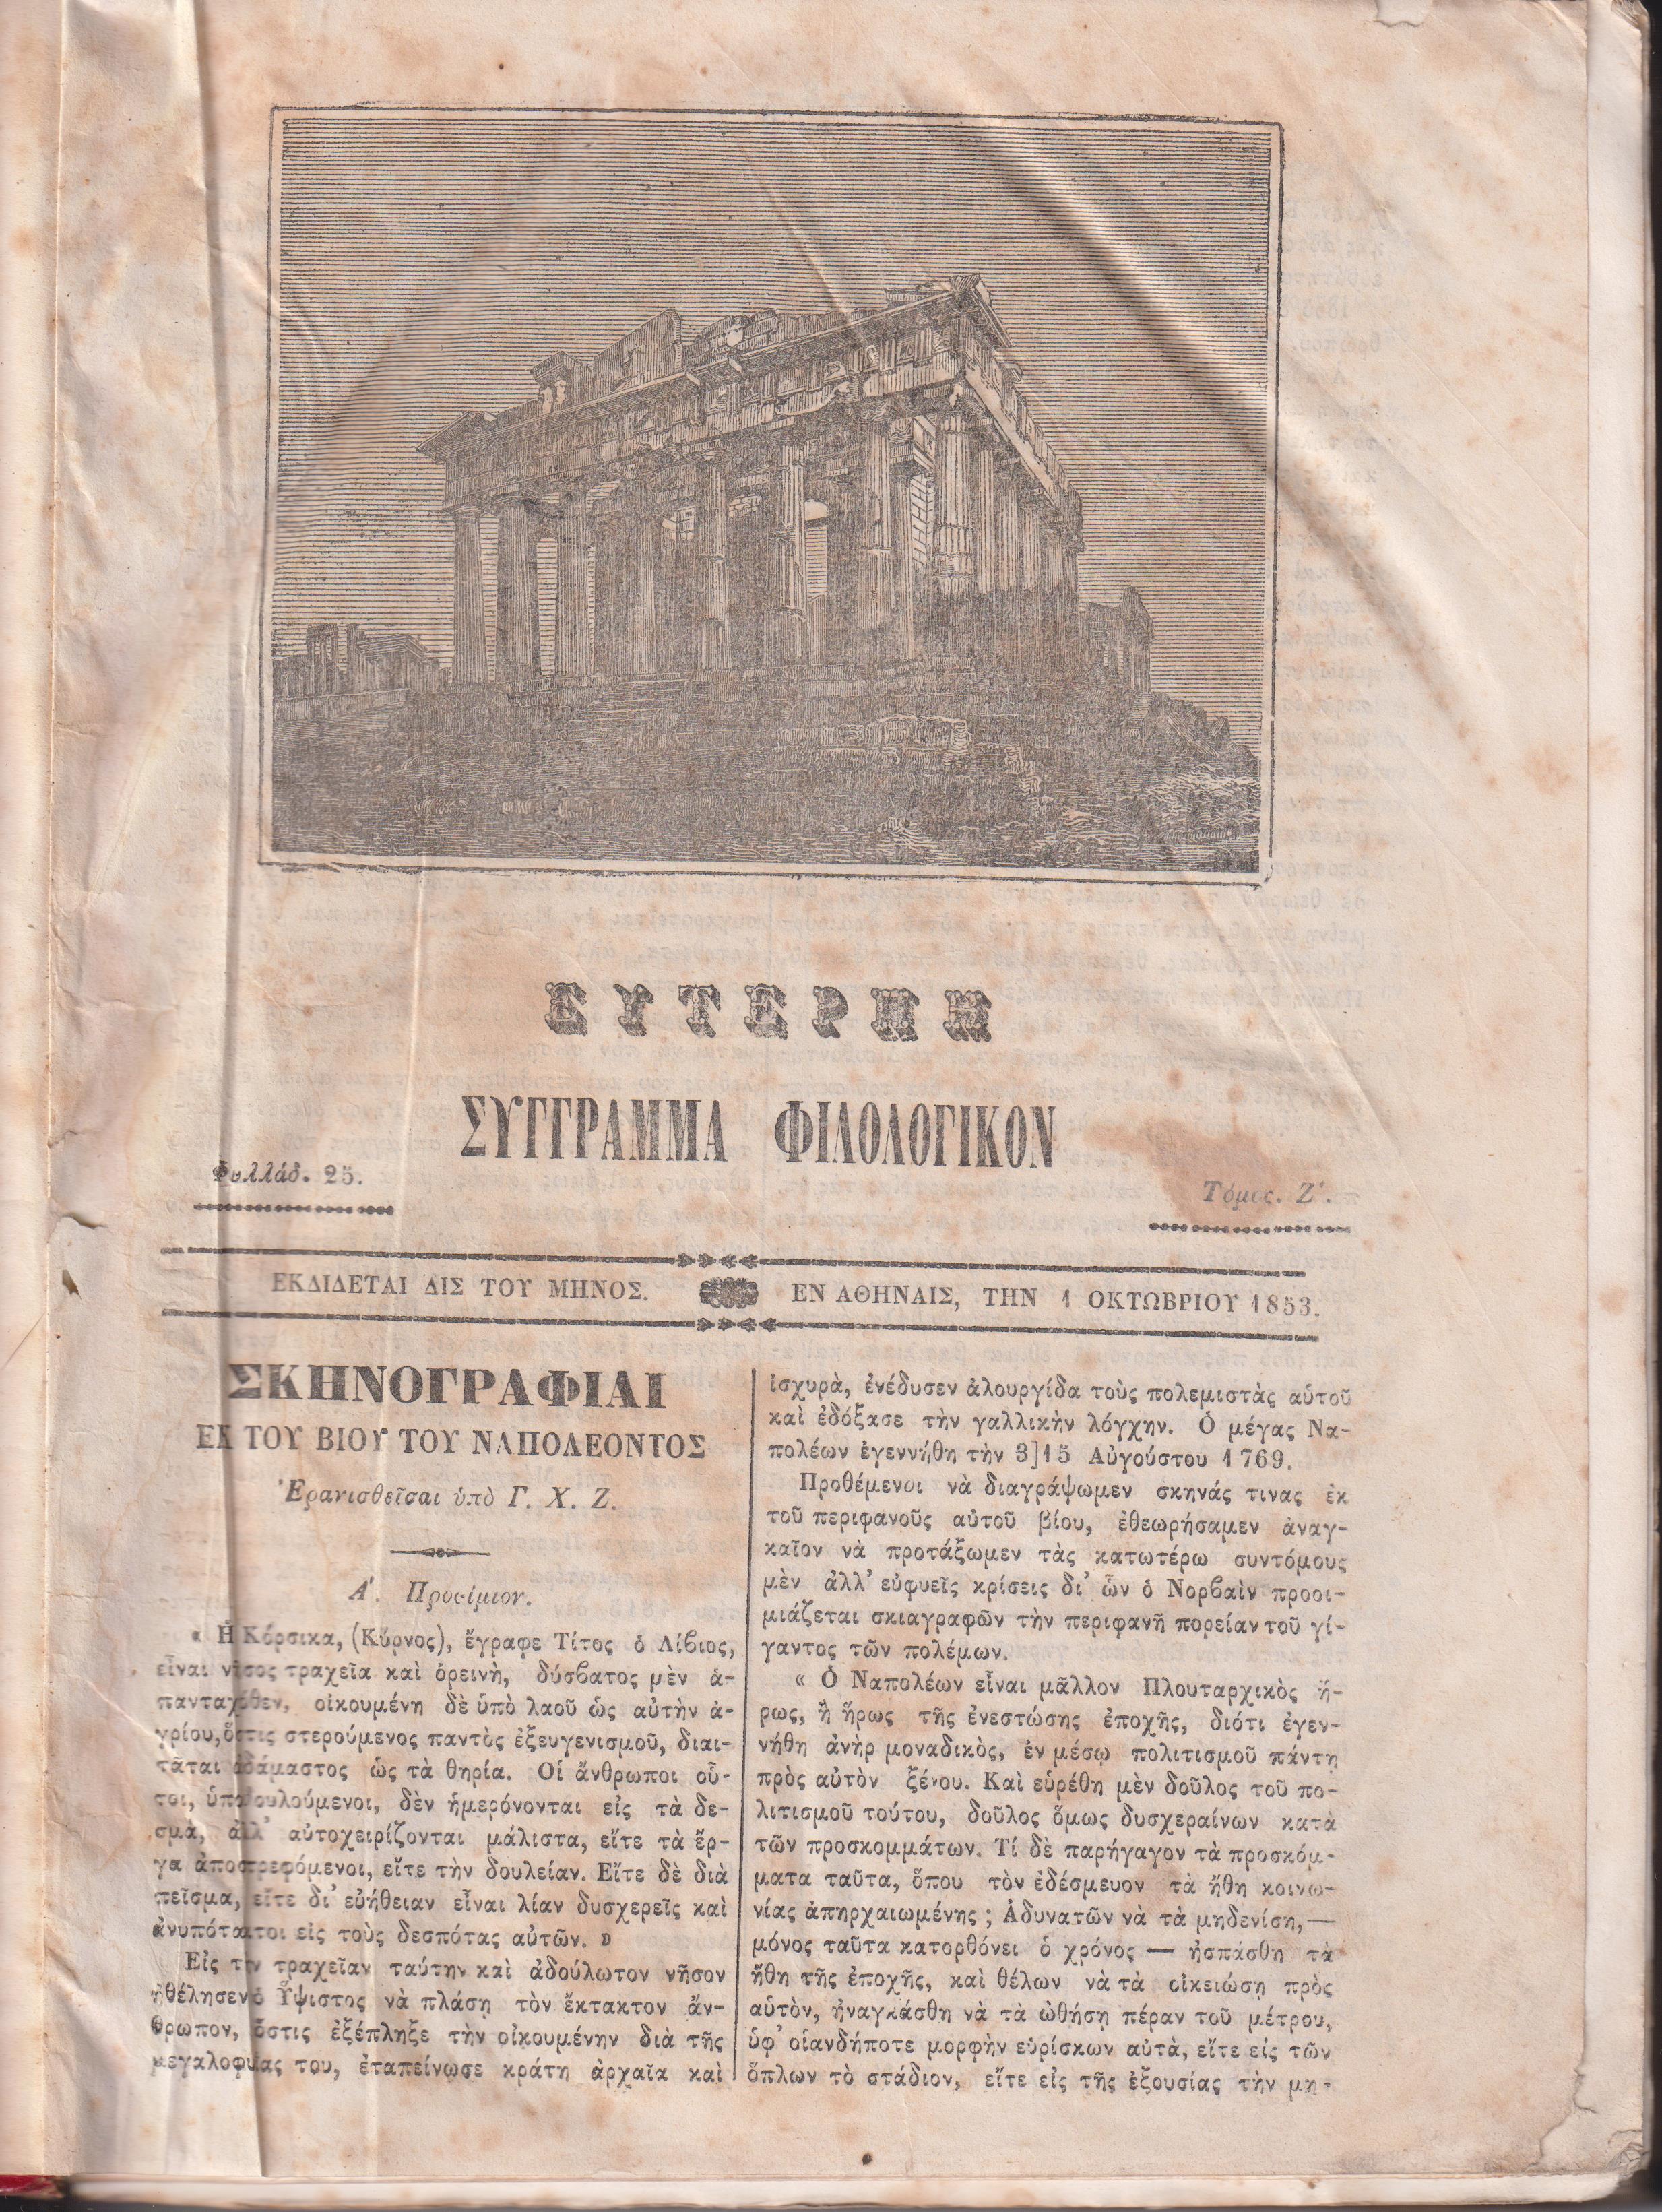 ΕΥΤΕΡΠΗ
ΣΥΓΓΡΑΜΜΑ ΦΙΛΟΛΟΓΙΚΟΝ
Φυλλάδ. 25.
Τόμος. Ζ΄.
ΕΚΔΙΔΕΤΑΙ ΔΙΣ ΤΟΥ ΜΗΝΟΣ.
ΕΝ ΑΘΗΝΑΙΣ, ΤΗΝ 1 ΟΚΤΩΒΡΙΟΥ 1853.
ΣΚΗΝΟΓΡΑΦΙΑΙ
ΕΚ ΤΟΥ ΒΙΟΥ ΤΟΥ ΝΑΠΟΛΕΟΝΤΟΣ
Ἐρανισθεῖσαι ὑπὸ Γ. Χ. Ζ.
Α΄. Προοίμιον.
« Ἡ Κόρσικα, (Κῦρνος), ἔγραφε Τίτος ὁ Λίβιος,
εἶναι νῆσος τραχεῖα καὶ ὀρεινὴ, δύσβατος μὲν ἁ-
πανταχόθεν, οἰκουμένη δὲ ὑπὸ λαοῦ ὡς αὐτὴν ἀ-
γρίου, ὅστις στερούμενος παντὸς ἐξευγενισμοῦ, διαι-
τᾶται ἀδάμαστος ὡς τὰ θηρία. Οἱ ἄνθρωποι οὗ-
τοι, ὑποδουλούμενοι, δὲν ἡμερόνονται εἰς τὰ δε-
σμὰ, ἀλλ᾽ αὐτοχειρίζονται μάλιστα, εἴτε τὰ ἔρ-
γα ἀποστρεφόμενοι, εἴτε τὴν δουλείαν. Εἴτε δὲ διὰ
πεῖσμα, εἴτε δι᾽ εὐήθειαν εἶναι λίαν δυσχερεῖς καὶ
ἀνυπότακτοι εἰς τοὺς δεσπότας αὐτῶν. »
Εἰς τὴν τραχεῖαν ταύτην καὶ ἀδούλωτον νῆσον
ἠθέλησεν ὁ Ὕψιστος νὰ πλάσῃ τὸν ἔκτακτον ἄν-
θρωπον, ὅστις ἐξέπληξε τὴν οἰκουμένην διὰ τῆς
μεγαλοφυΐας του, ἐταπείνωσε κράτη ἀρχαῖα καὶ
ἰσχυρὰ, ἐνέδυσεν ἁλουργίδα τοὺς πολεμιστὰς αὑτοῦ
καὶ ἐδόξασε τὴν γαλλικὴν λόγχην. Ὁ μέγας Να-
πολέων ἐγεννήθη τὴν 3]15 Αὐγούστου 1769.
Προθέμενοι νὰ διαγράψωμεν σκηνάς τινας ἐκ
τοῦ περιφανοῦς αὐτοῦ βίου, ἐθεωρήσαμεν ἀναγ-
καῖον νὰ προτάξωμεν τὰς κατωτέρω συντόμους
μὲν ἀλλ᾽ εὐφυεῖς κρίσεις δι᾽ ὧν ὁ Νορβαὶν προοι-
μιάζεται σκιαγραφῶν τὴν περιφανῆ πορείαν τοῦ γί-
γαντος τῶν πολέμων.
« Ὁ Ναπολέων εἶναι μᾶλλον Πλουταρχικὸς ἥ-
ρως, ἢ ἥρως τῆς ἐνεστώσης ἐποχῆς, διότι ἐγεν-
νήθη ἀνὴρ μοναδικὸς, ἐν μέσῳ πολιτισμοῦ πάντη
πρὸς αὐτὸν ξένου. Καὶ εὑρέθη μὲν δοῦλος τοῦ πο-
λιτισμοῦ τούτου, δοῦλος ὅμως δυσχεραίνων κατὰ
τῶν προσκομμάτων. Τί δὲ παρήγαγον τὰ προσκόμ-
ματα ταῦτα, ὅπου τὸν ἐδέσμευον τὰ ἤθη κοινω-
νίας ἀπηρχαιωμένης ; Ἀδυνατῶν νὰ τὰ μηδενίσῃ, —
μόνος ταῦτα κατορθόνει ὁ χρόνος — ἠσπάσθη τὰ
ἤθη τῆς ἐποχῆς, καὶ θέλων νὰ τὰ οἰκειώσῃ πρὸς
αὑτὸν, ἠναγκάσθη νὰ τὰ ὠθήσῃ πέραν τοῦ μέτρου,
ὑφ᾽ οἱανδήποτε μορφὴν εὑρίσκων αὐτὰ, εἴτε εἰς τῶν
ὅπλων τὸ στάδιον, εἴτε εἰς τῆς ἐξουσίας τὴν μη-